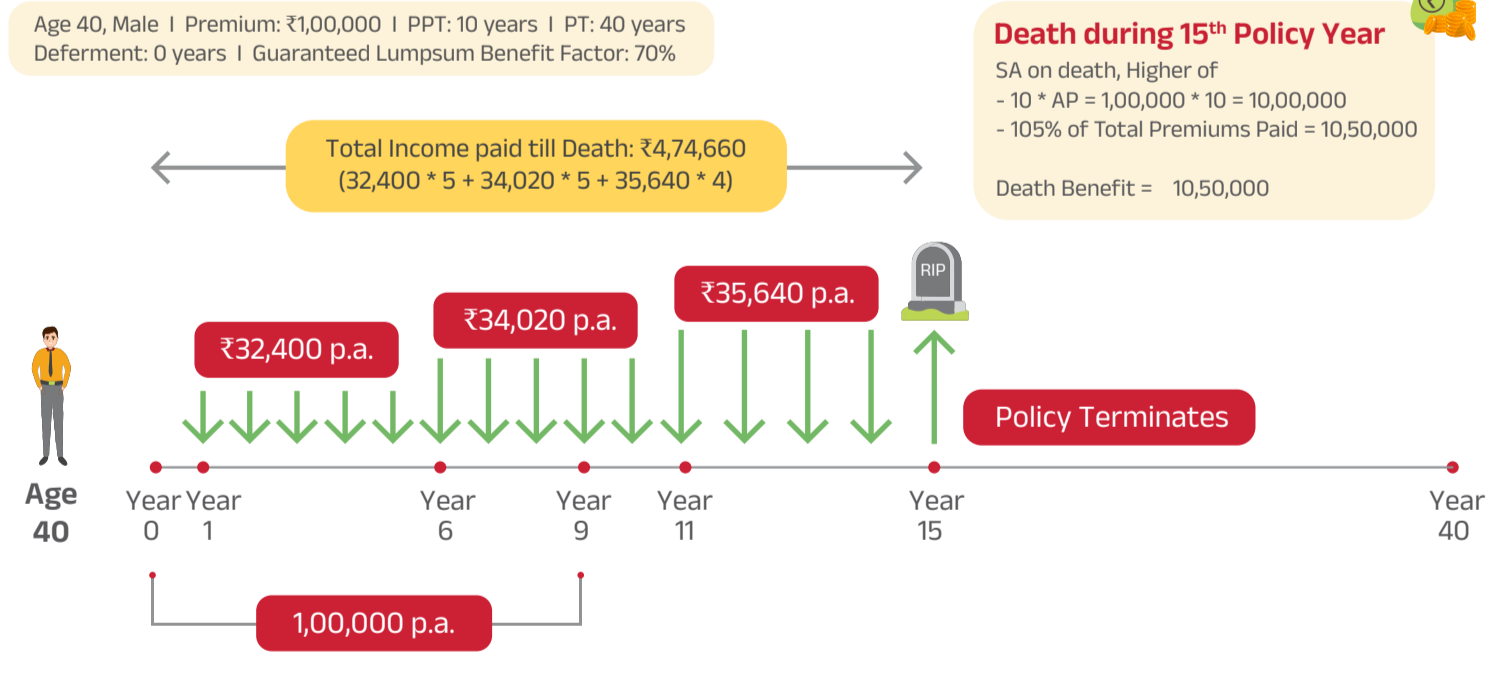 Age 40, Male I Premium: ₹1,00,000 I PPT: 10 years I PT: 40 years
Deferment: 0 years I Guaranteed Lumpsum Benefit Factor: 70%
₹
Death during 15th Policy Year
SA on death, Higher of
- 10 * AP = 1,00,000 * 10 = 10,00,000
- 105% of Total Premiums Paid = 10,50,000
Death Benefit = 10,50,000
Total Income paid till Death: ₹4,74,660
(32,400 * 5 + 34,020 * 5 + 35,640 * 4)
RIP
₹35,640 p.a.
₹34,020 p.a.
₹32,400 p.a.
Policy Terminates
Age
40
Year
0
Year
1
Year
6
Year
9
Year
11
Year
15
Year
40
1,00,000 p.a.